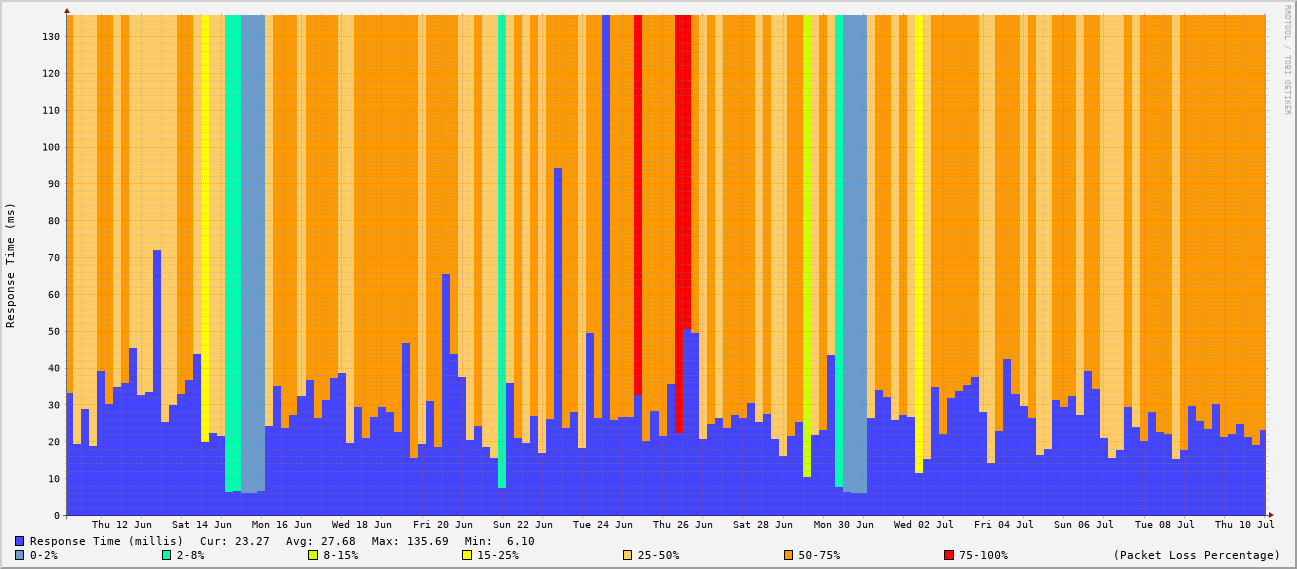 RRDTOOL / TOBI OETIKER
Response Time (ms)
130
120
110
100
90
80
70
60
50
40
30
20
10
0
Thu 12 Jun Sat 14 Jun Mon 16 Jun Wed 18 Jun Fri 20 Jun Sun 22 Jun Tue 24 Jun Thu 26 Jun Sat 28 Jun Mon 30 Jun Wed 02 Jul Fri 04 Jul Sun 06 Jul Tue 08 Jul Thu 10 Jul
Response Time (millis) Cur: 23.27 Avg: 27.68 Max: 135.69 Min: 6.10
0-2% 2-8% 8-15% 15-25% 25-50% 50-75% 75-100% (Packet Loss Percentage)